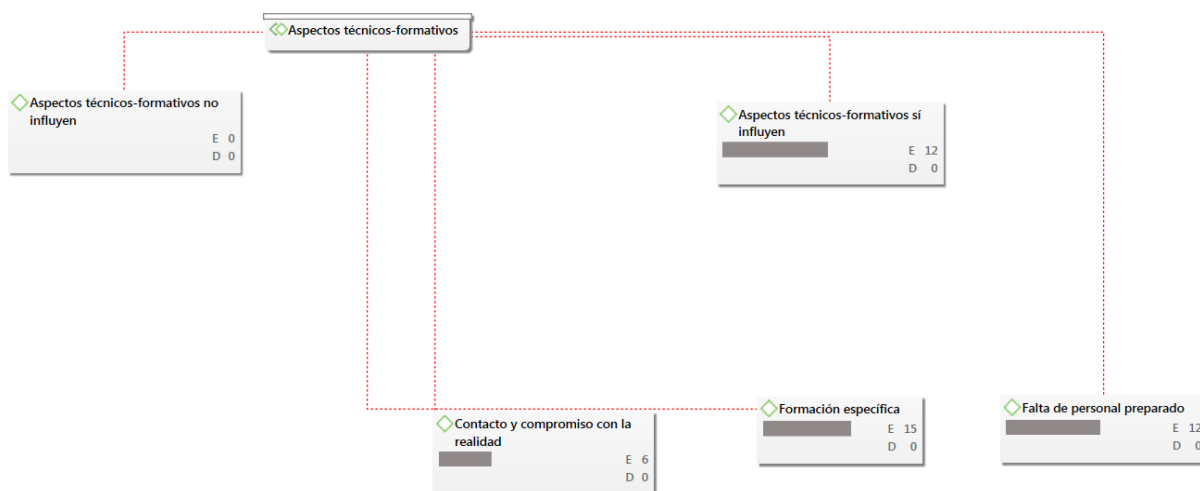 Aspectos técnicos-formativos
Aspectos técnicos-formativos no
influyen
E 0
D 0
Aspectos técnicos-formativos sí
influyen
E 12
D 0
Contacto y compromiso con la
realidad
E 6
D 0
Formación específica
E 15
D 0
Falta de personal preparado
E 12
D 0